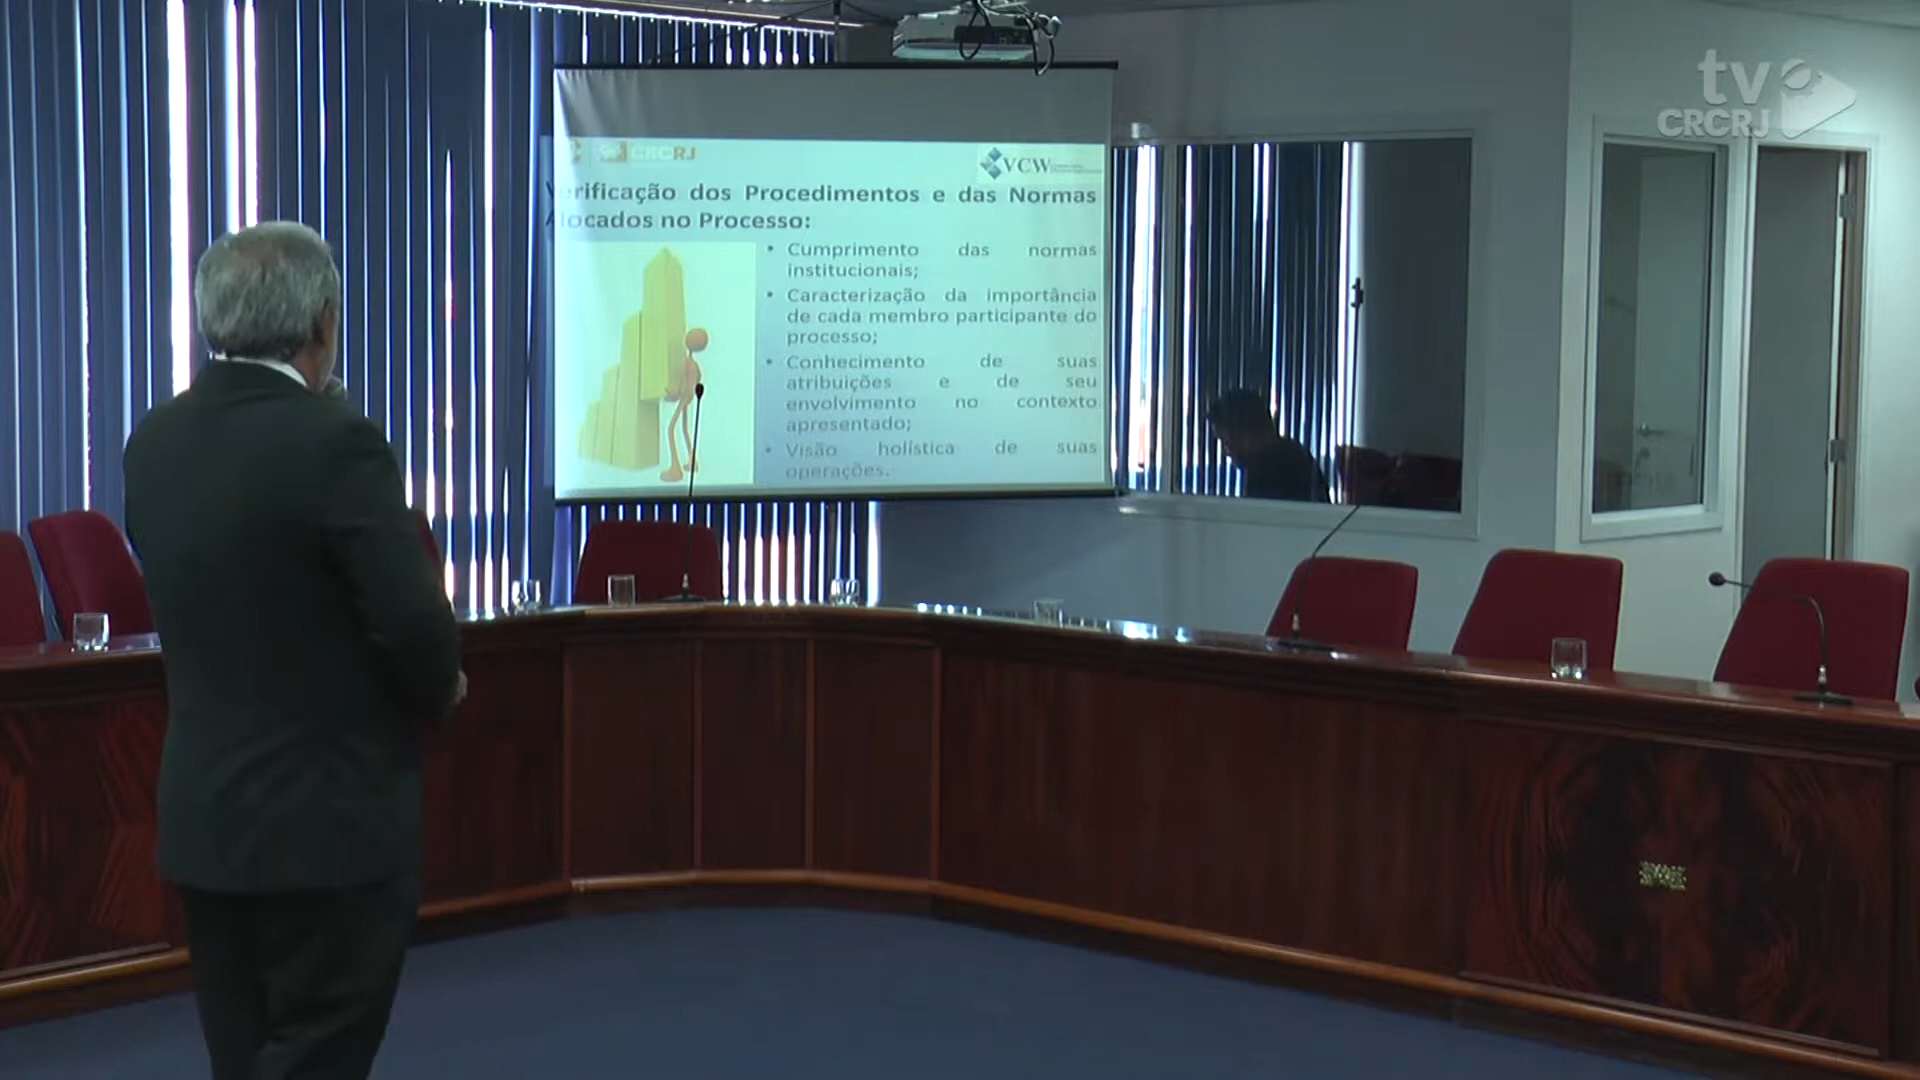 tv
CRCRJ
CRCRJ
VCW
Verificação dos Procedimentos e das Normas
Alocados no Processo:
• Cumprimento das normas
institucionais;
• Caracterização da importância
de cada membro participante do
processo;
• Conhecimento de suas
atribuições e de seu
envolvimento no contexto
apresentado;
• Visão holística de suas
operações.